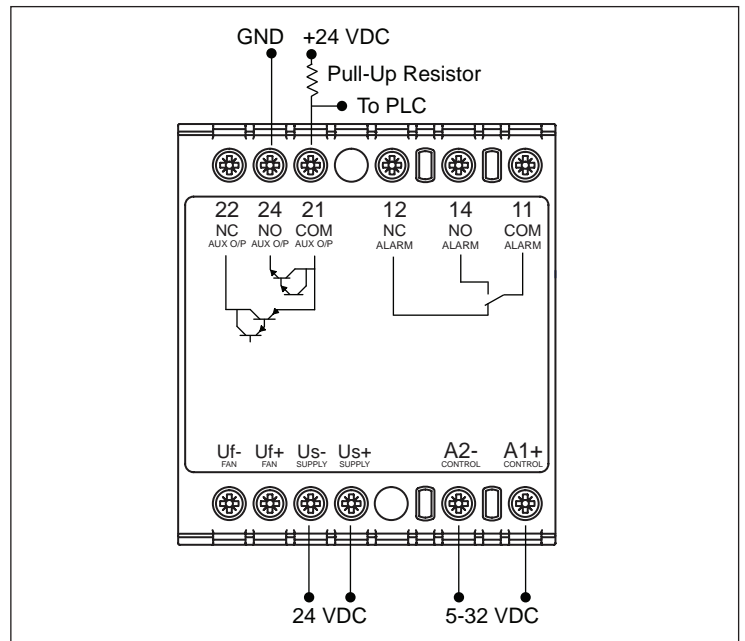 GND +24 VDC
Pull-Up Resistor
To PLC
22 24 21 12 14 11
NC NO COM NC NO COM
AUX O/P AUX O/P AUX O/P ALARM ALARM ALARM
Uf- Uf+ Us- Us+ A2- A1+
FAN FAN SUPPLY SUPPLY CONTROL CONTROL
24 VDC 5-32 VDC